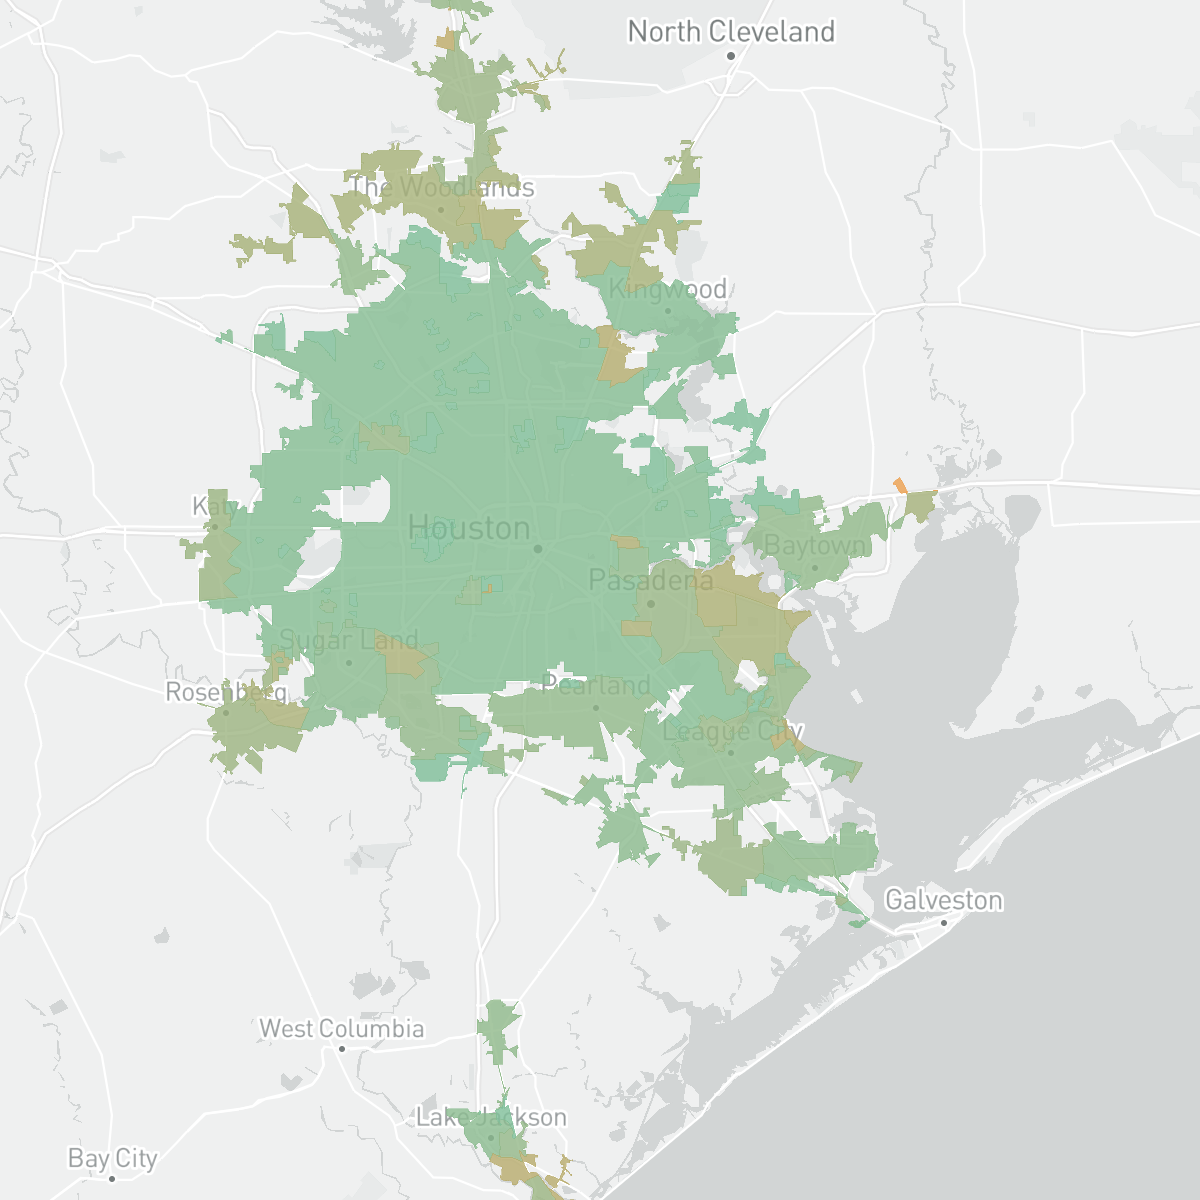 North Cleveland
The Woodlands
Kingwood
Katy
Houston
Baytown
Pasadena
Sugar Land
Rosenberg
Pearland
League City
Galveston
West Columbia
Lake Jackson
Bay City